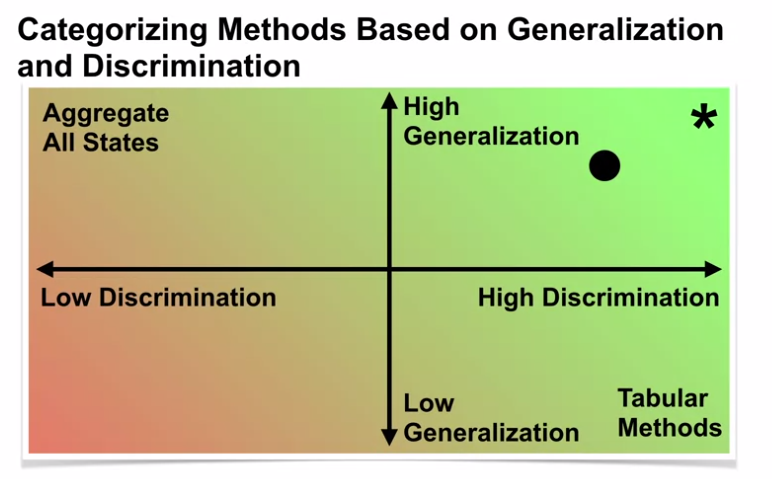 Categorizing Methods Based on Generalization
and Discrimination
Aggregate
All States
High
Generalization
*
Low Discrimination
High Discrimination
Low
Generalization
Tabular
Methods